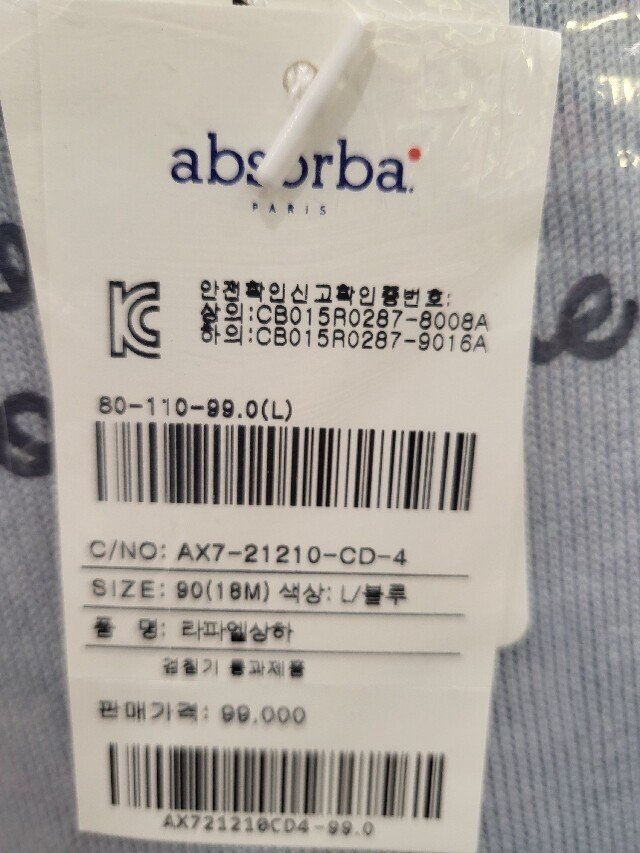 absorba
PARIS
안전확인신고확인증번호:
상의:CB015R0287-8008A
하의:CB015R0287-9016A
80-110-99.0(L)
C/NO: AX7-21210-CD-4
SIZE: 90(18M) 색상: L/블루
품 명: 라파엘상하
검침기 통과제품
판매가격: 99,000
AX721210CD4-99.0